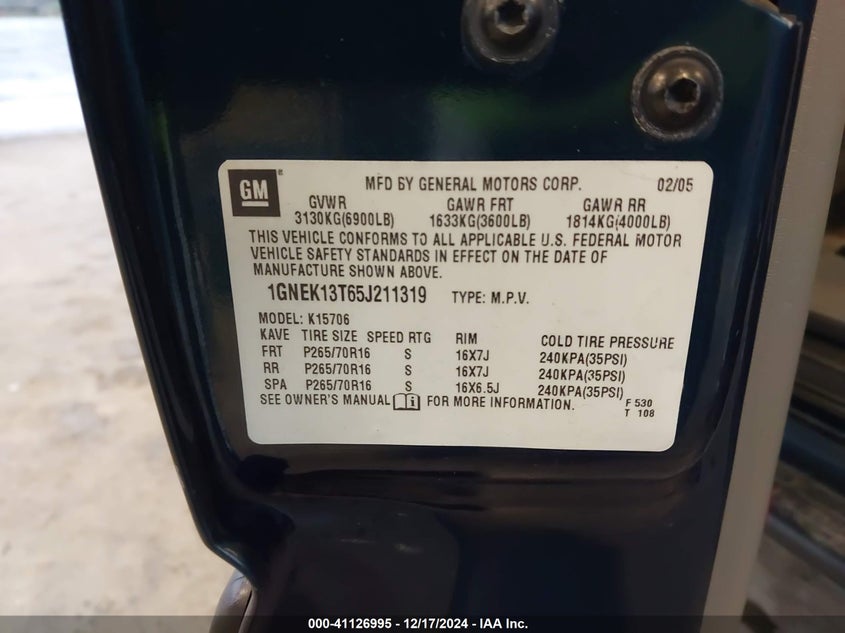 GM ® MFD BY GENERAL MOTORS CORP. 02/05
GVWR GAWR FRT GAWR RR
3130KG(6900LB) 1633KG(3600LB) 1814KG(4000LB)
THIS VEHICLE CONFORMS TO ALL APPLICABLE U.S. FEDERAL MOTOR
VEHICLE SAFETY STANDARDS IN EFFECT ON THE DATE OF
MANUFACTURE SHOWN ABOVE.
1GNEK13T65J211319 TYPE: M.P.V.
MODEL: K15706
KAVE TIRE SIZE SPEED RTG RIM COLD TIRE PRESSURE
FRT P265/70R16 S 16X7J 240KPA(35PSI)
RR P265/70R16 S 16X7J 240KPA(35PSI)
SPA P265/70R16 S 16X6.5J 240KPA(35PSI)
SEE OWNER'S MANUAL i FOR MORE INFORMATION.
F 530
T 108
000-41126995 - 12/17/2024 - IAA Inc.